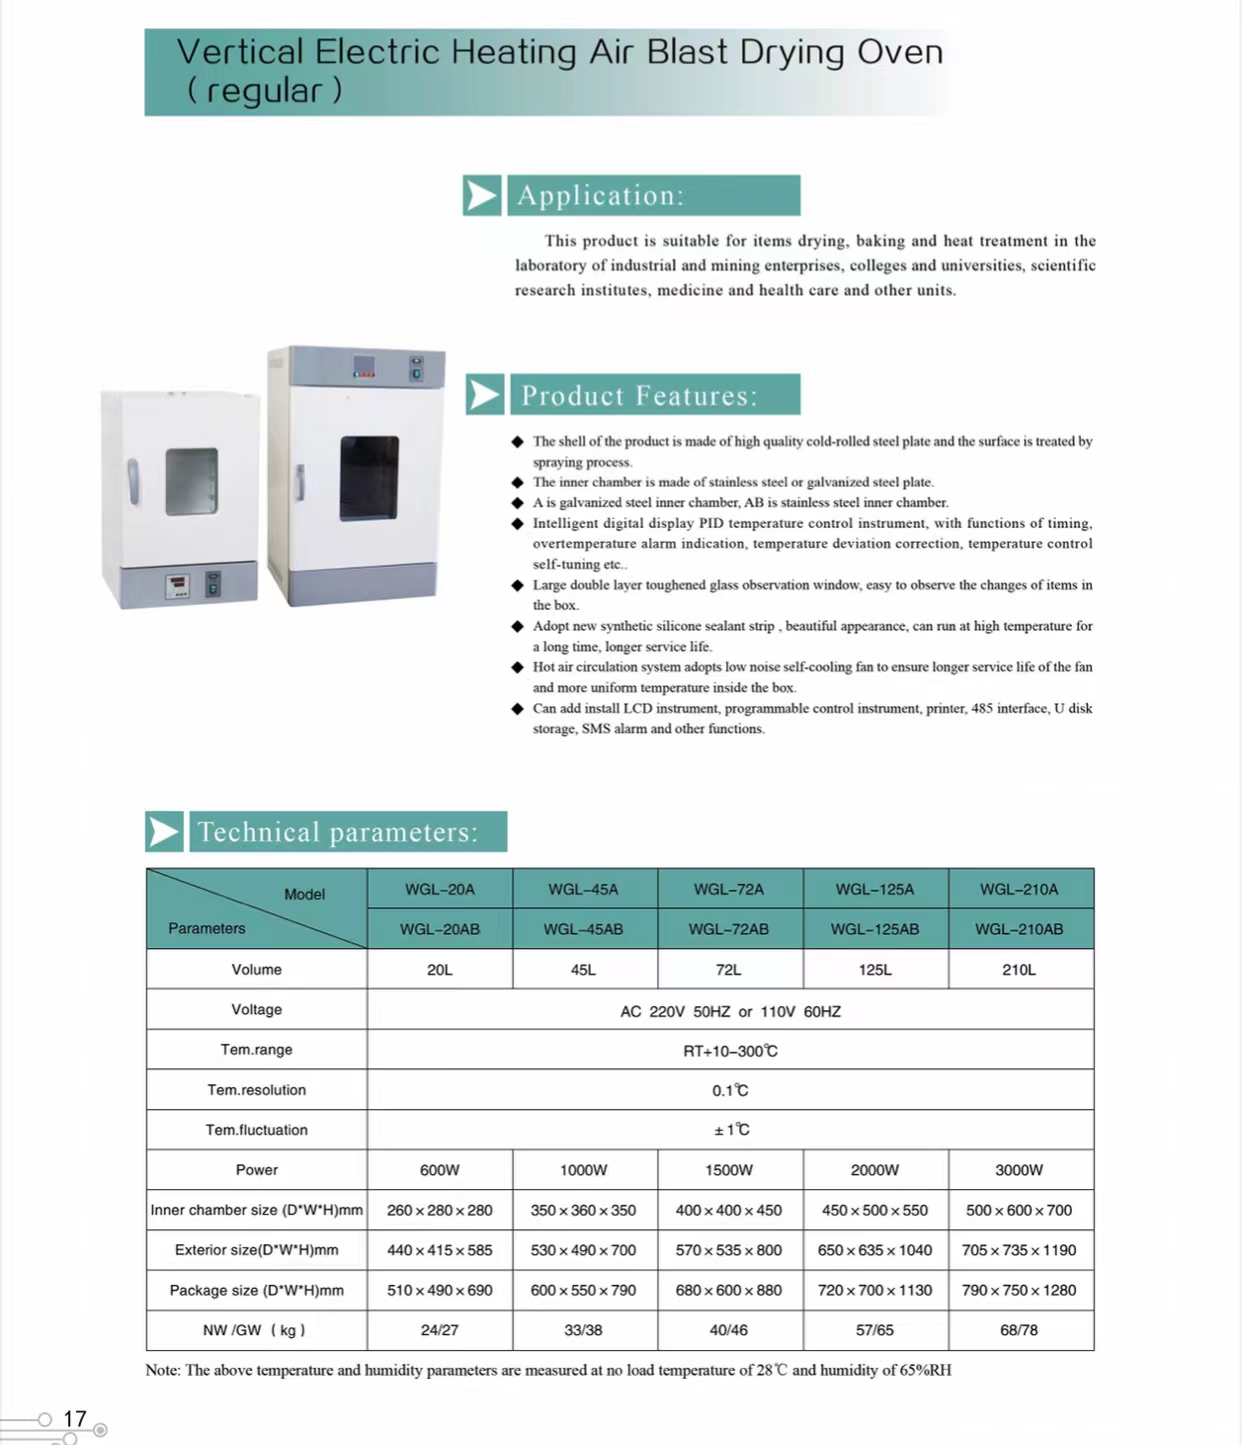 Vertical Electric Heating Air Blast Drying Oven
(regular)
Application:
This product is suitable for items drying, baking and heat treatment in the
laboratory of industrial and mining enterprises, colleges and universities, scientific
research institutes, medicine and health care and other units.
Product Features:
◆ The shell of the product is made of high quality cold-rolled steel plate and the surface is treated by
spraying process.
◆ The inner chamber is made of stainless steel or galvanized steel plate.
◆ A is galvanized steel inner chamber, AB is stainless steel inner chamber.
◆ Intelligent digital display PID temperature control instrument, with functions of timing,
overtemperature alarm indication, temperature deviation correction, temperature control
self-tuning etc..
◆ Large double layer toughened glass observation window, easy to observe the changes of items in
the box.
◆ Adopt new synthetic silicone sealant strip , beautiful appearance, can run at high temperature for
a long time, longer service life.
◆ Hot air circulation system adopts low noise self-cooling fan to ensure longer service life of the fan
and more uniform temperature inside the box.
◆ Can add install LCD instrument, programmable control instrument, printer, 485 interface, U disk
storage, SMS alarm and other functions.
Technical parameters:
Model WGL-20A WGL-45A WGL-72A WGL-125A WGL-210A
Parameters WGL-20AB WGL-45AB WGL-72AB WGL-125AB WGL-210AB
Volume 20L 45L 72L 125L 210L
Voltage AC 220V 50HZ or 110V 60HZ
Tem.range RT+10-300℃
Tem.resolution 0.1℃
Tem.fluctuation ±1℃
Power 600W 1000W 1500W 2000W 3000W
Inner chamber size (D*W*H)mm 260×280×280 350×360×350 400×400×450 450×500×550 500×600×700
Exterior size(D*W*H)mm 440×415×585 530×490×700 570×535×800 650×635×1040 705×735×1190
Package size (D*W*H)mm 510×490×690 600×550×790 680×600×880 720×700×1130 790×750×1280
NW /GW (kg) 24/27 33/38 40/46 57/65 68/78
Note: The above temperature and humidity parameters are measured at no load temperature of 28℃ and humidity of 65%RH
17